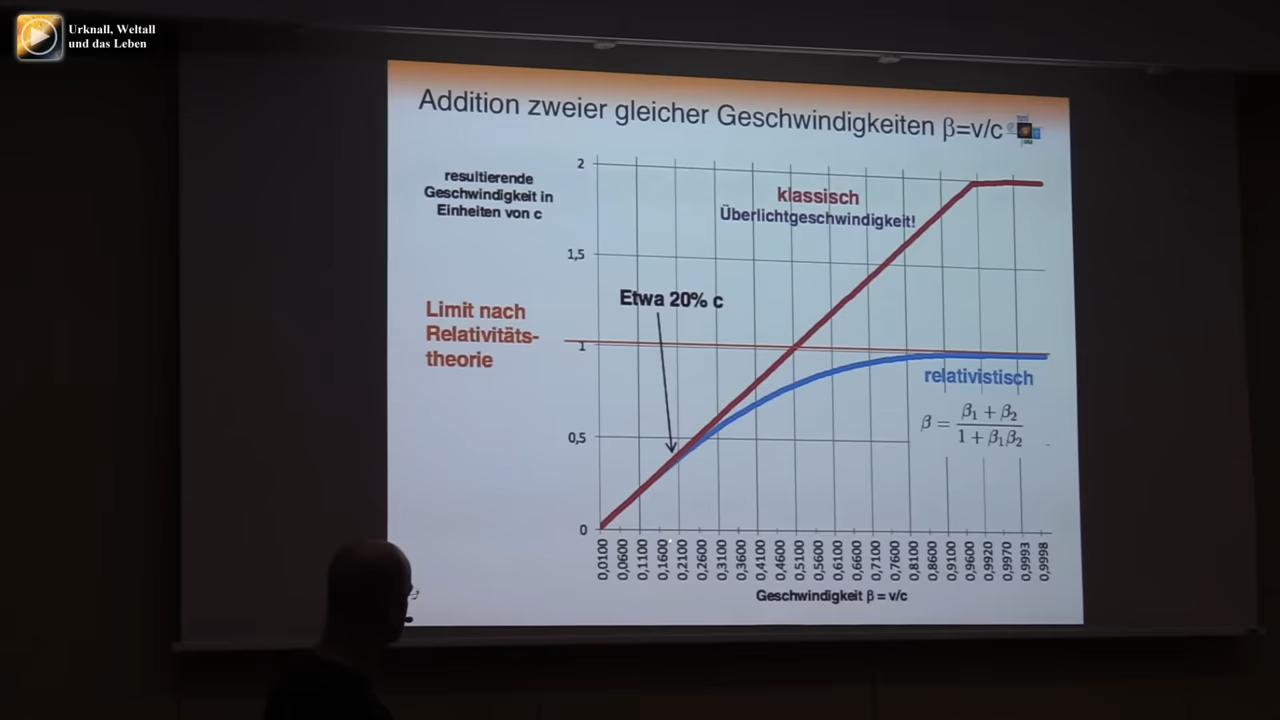 Urknall, Weltall
und das Leben
Addition zweier gleicher Geschwindigkeiten β=v/c
resultierende
Geschwindigkeit in
Einheiten von c
2
1,5
1
0,5
0
klassisch
Überlichtgeschwindigkeit!
Etwa 20% c
Limit nach
Relativitäts-
theorie
relativistisch
β = (β₁ + β₂) / (1 + β₁β₂)
0,0100 0,0600 0,1100 0,1600 0,2100 0,2600 0,3100 0,3600 0,4100 0,4600 0,5100 0,5600 0,6100 0,6600 0,7100 0,7600 0,8100 0,8600 0,9100 0,9600 0,9920 0,9970 0,9993 0,9998
Geschwindigkeit β = v/c